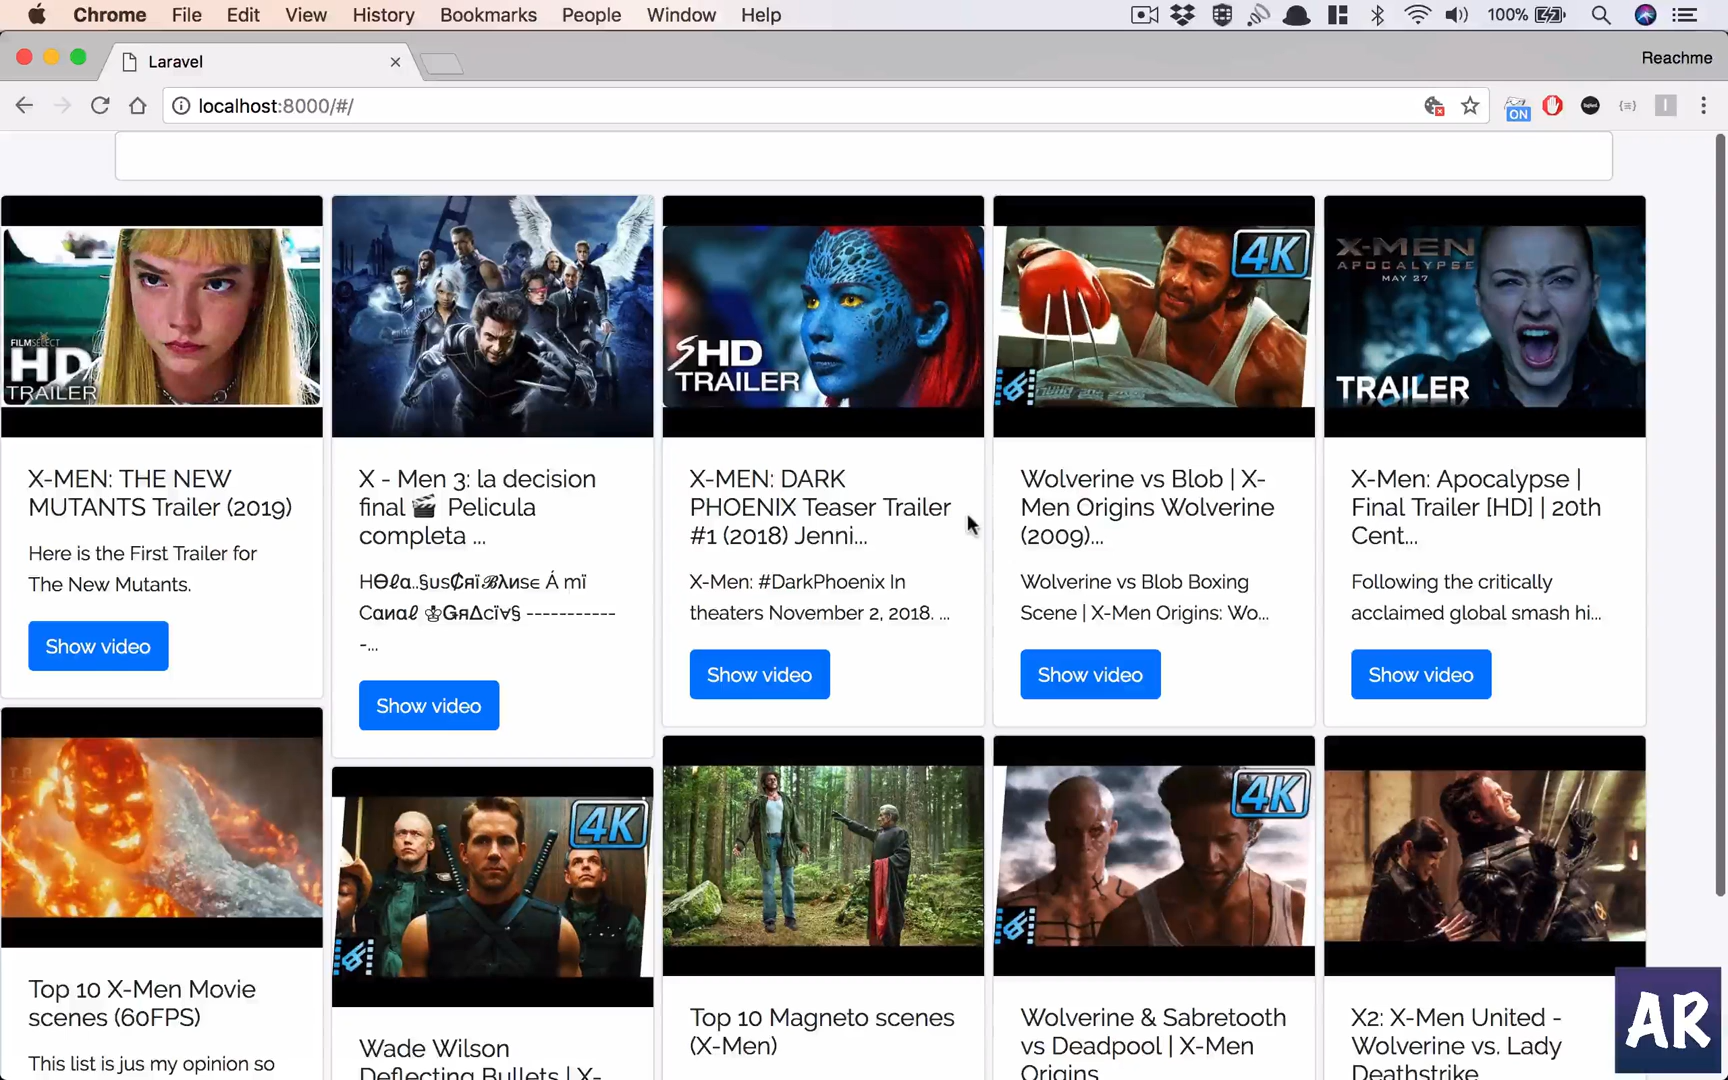 Chrome File Edit View History Bookmarks People Window Help 100%
Laravel
Reachme
localhost:8000/#/
ON
FILMSELECT
HD
TRAILER
HD
TRAILER
4K
X-MEN
APOCALYPSE
MAY 27
TRAILER
X-MEN: THE NEW
MUTANTS Trailer (2019)
Here is the First Trailer for
The New Mutants.
Show video
X - Men 3: la decision
final 🎬 Pelicula
completa ...
-...
Show video
X-MEN: DARK
PHOENIX Teaser Trailer
#1 (2018) Jenni...
X-Men: #DarkPhoenix In
theaters November 2, 2018. ...
Show video
Wolverine vs Blob | X-
Men Origins Wolverine
(2009)...
Wolverine vs Blob Boxing
Scene | X-Men Origins: Wo...
Show video
X-Men: Apocalypse |
Final Trailer [HD] | 20th
Cent...
Following the critically
acclaimed global smash hi...
Show video
4K
4K
Top 10 X-Men Movie
scenes (60FPS)
This list is jus my opinion so
Wade Wilson
Deflecting Bullets | X-
Top 10 Magneto scenes
(X-Men)
Wolverine & Sabretooth
vs Deadpool | X-Men
Origins
X2: X-Men United -
Wolverine vs. Lady
Deathstrike
AR